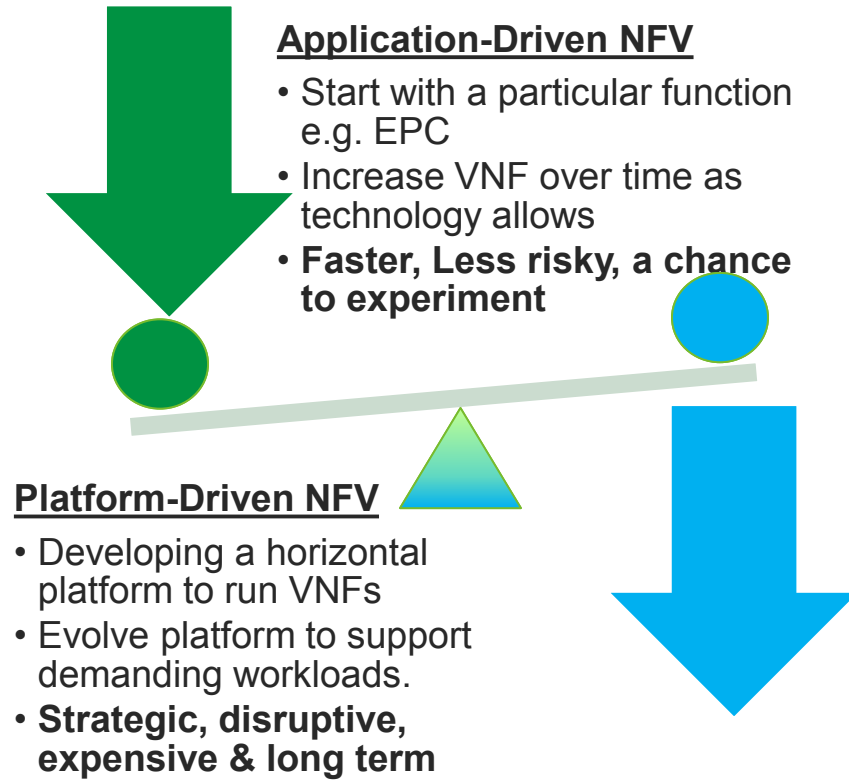 Application-Driven NFV
• Start with a particular function
e.g. EPC
• Increase VNF over time as
technology allows
• Faster, Less risky, a chance
to experiment
Platform-Driven NFV
• Developing a horizontal
platform to run VNFs
• Evolve platform to support
demanding workloads.
• Strategic, disruptive,
expensive & long term